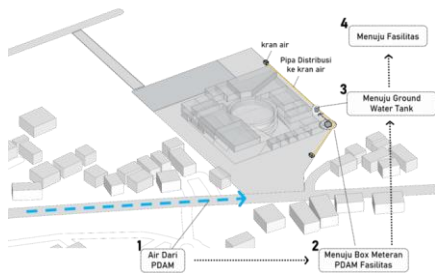 4
Menuju Fasilitas
kran air
Pipa Distribusi
ke kran air
3
Menuju Ground
Water Tank
1
Air Dari
PDAM
2
Menuju Box Meteran
PDAM Fasilitas